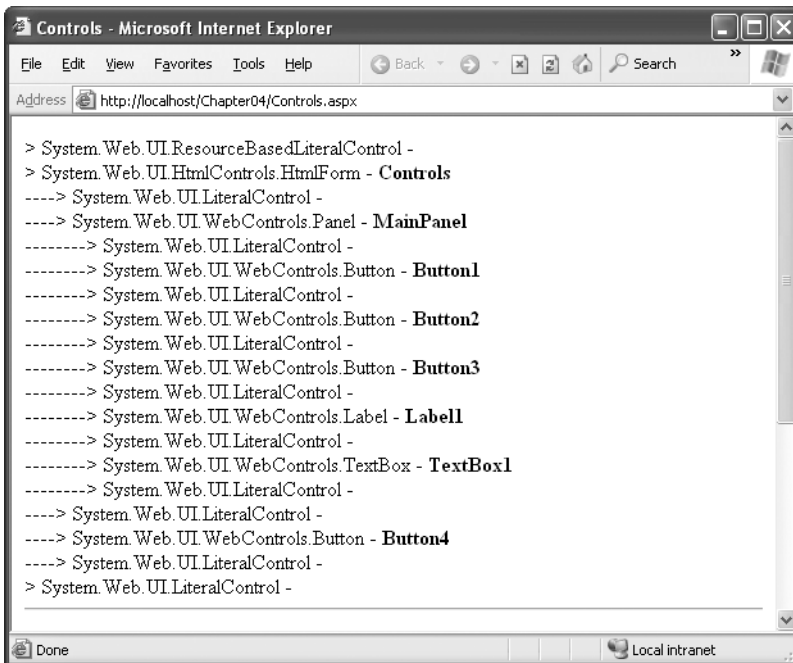 Controls - Microsoft Internet Explorer
File Edit View Favorites Tools Help Back Search »
Address http://localhost/Chapter04/Controls.aspx
> System.Web.UI.ResourceBasedLiteralControl -
> System.Web.UI.HtmlControls.HtmlForm - Controls
----> System.Web.UI.LiteralControl -
----> System.Web.UI.WebControls.Panel - MainPanel
--------> System.Web.UI.LiteralControl -
--------> System.Web.UI.WebControls.Button - Button1
--------> System.Web.UI.LiteralControl -
--------> System.Web.UI.WebControls.Button - Button2
--------> System.Web.UI.LiteralControl -
--------> System.Web.UI.WebControls.Button - Button3
--------> System.Web.UI.LiteralControl -
--------> System.Web.UI.WebControls.Label - Label1
--------> System.Web.UI.LiteralControl -
--------> System.Web.UI.WebControls.TextBox - TextBox1
--------> System.Web.UI.LiteralControl -
----> System.Web.UI.LiteralControl -
----> System.Web.UI.WebControls.Button - Button4
----> System.Web.UI.LiteralControl -
> System.Web.UI.LiteralControl -
Done Local intranet